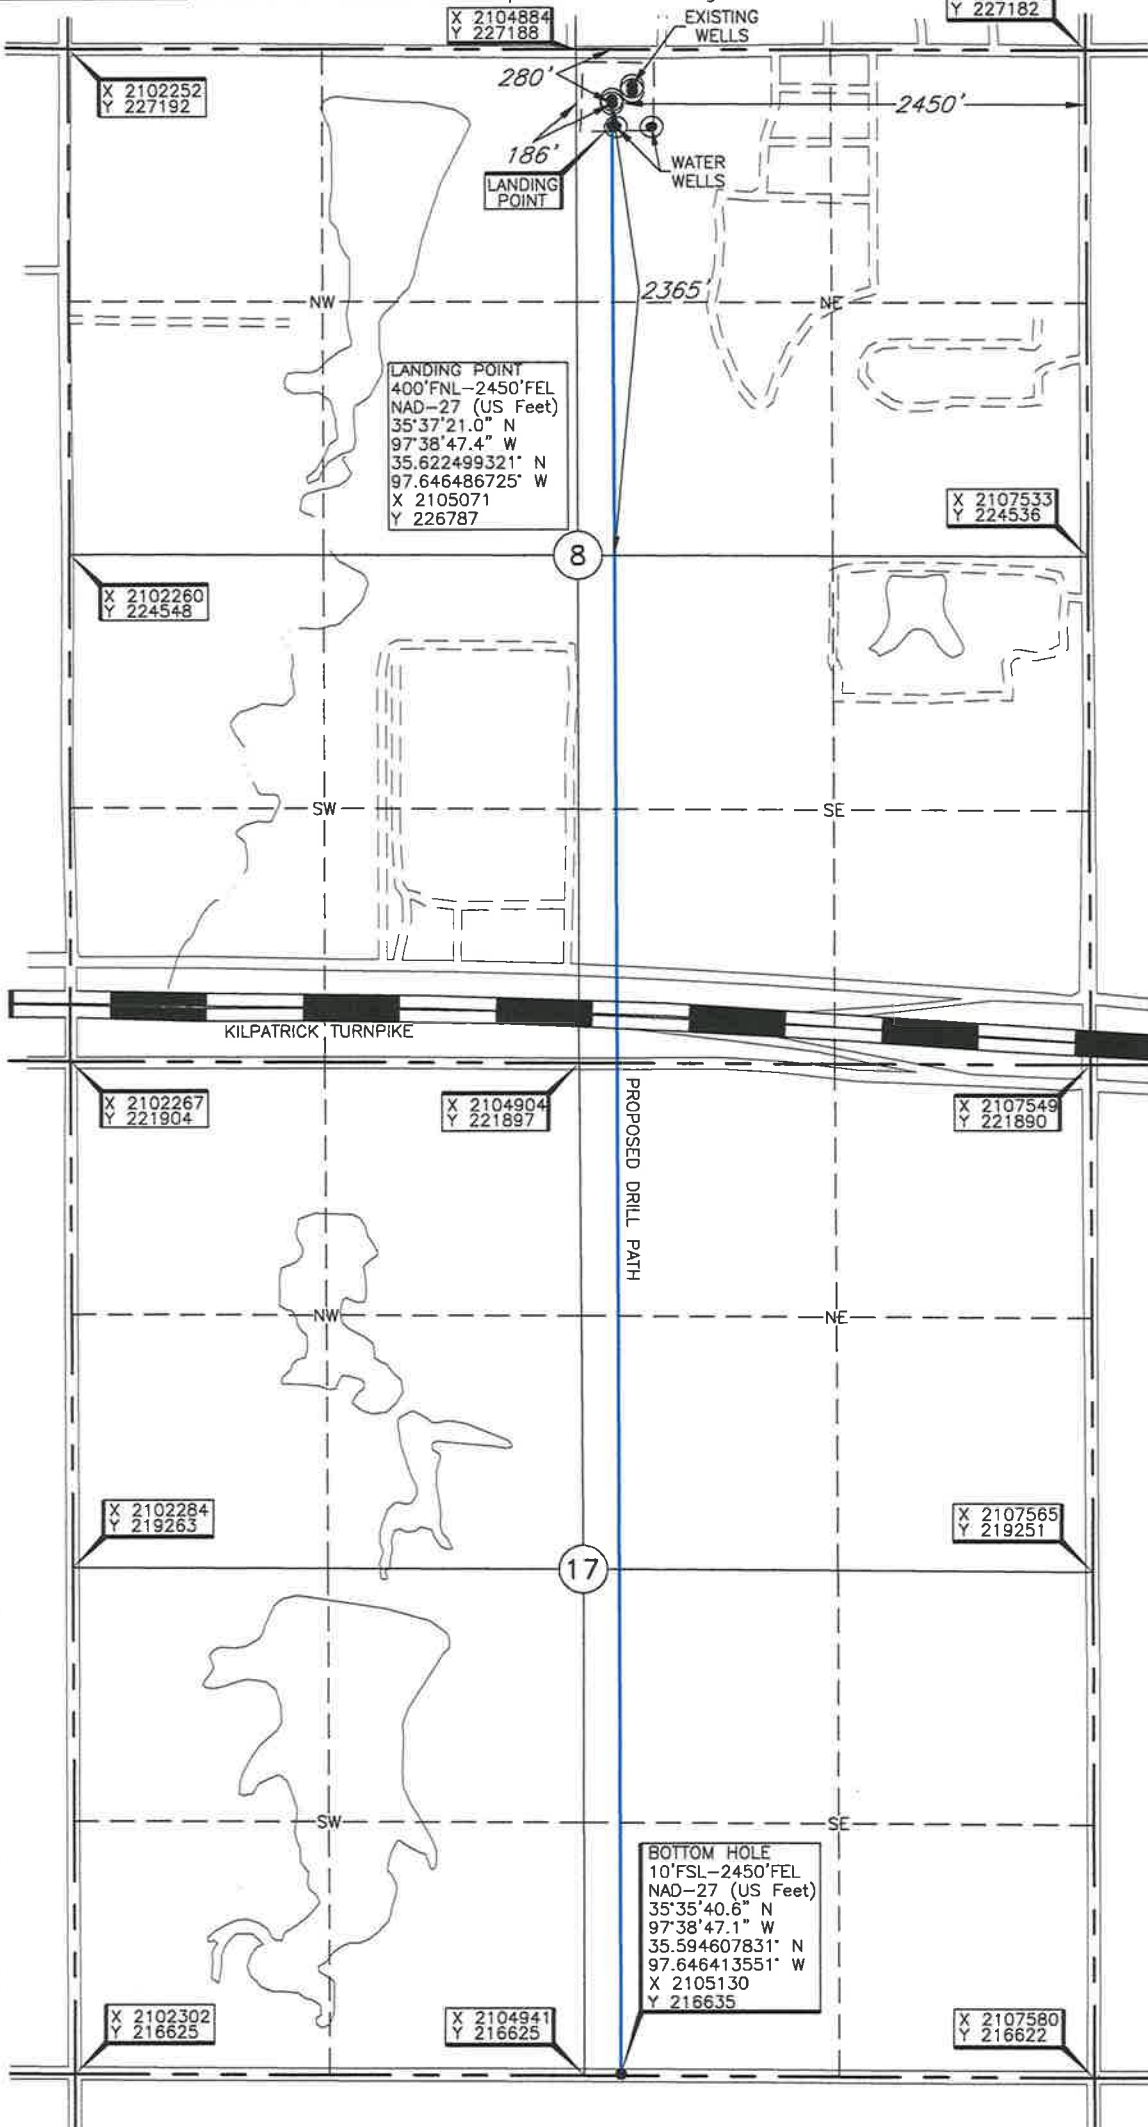 X 2104884
Y 227188
EXISTING
WELLS
Y 227182
X 2102252
Y 227192
280'
2450'
186'
WATER
WELLS
LANDING
POINT
2365'
NW
NE
LANDING POINT
400'FNL-2450'FEL
NAD-27 (US Feet)
35°37'21.0" N
97°38'47.4" W
35.622499321° N
97.646486725° W
X 2105071
Y 226787
X 2107533
Y 224536
8
X 2102260
Y 224548
SW
SE
KILPATRICK TURNPIKE
X 2102267
Y 221904
X 2104904
Y 221897
X 2107549
Y 221890
PROPOSED DRILL PATH
NW
NE
X 2102284
Y 219263
X 2107565
Y 219251
17
SW
SE
BOTTOM HOLE
10'FSL-2450'FEL
NAD-27 (US Feet)
35°35'40.6" N
97°38'47.1" W
35.594607831° N
97.646413551° W
X 2105130
Y 216635
X 2102302
Y 216625
X 2104941
Y 216625
X 2107580
Y 216622